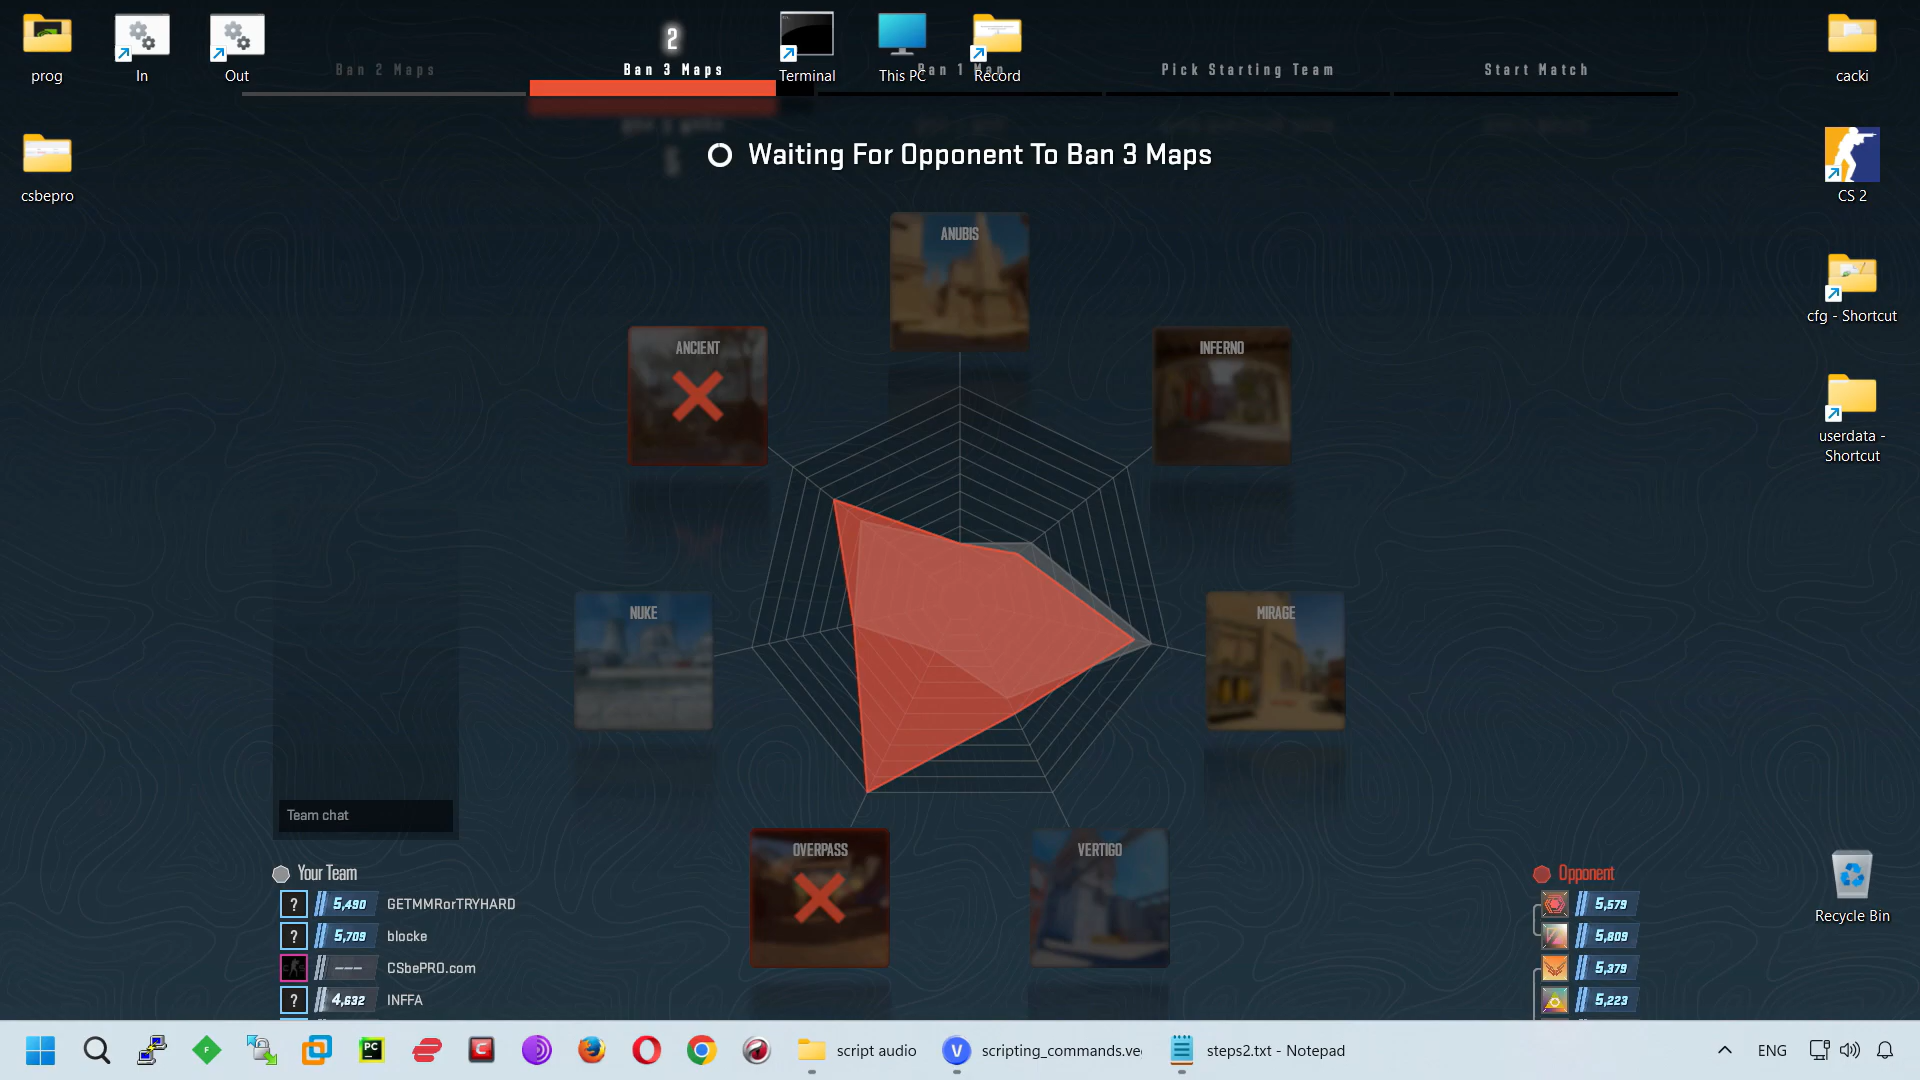 prog
In
Out
2
Terminal
This PC
Record
cacki
Ban 2 Maps
Ban 3 Maps
Ban 1 Map
Pick Starting Team
Start Match
Waiting For Opponent To Ban 3 Maps
csbepro
CS 2
ANUBIS
ANCIENT
INFERNO
cfg - Shortcut
userdata -
Shortcut
NUKE
MIRAGE
Team chat
OVERPASS
VERTIGO
Your Team
? 5,490 GETMMRorTRYHARD
? 5,709 blocke
--- CSbePRO.com
? 4,632 INFFA
Opponent
5,579
5,809
5,379
5,223
Recycle Bin
script audio
scripting_commands.ve
steps2.txt - Notepad
ENG